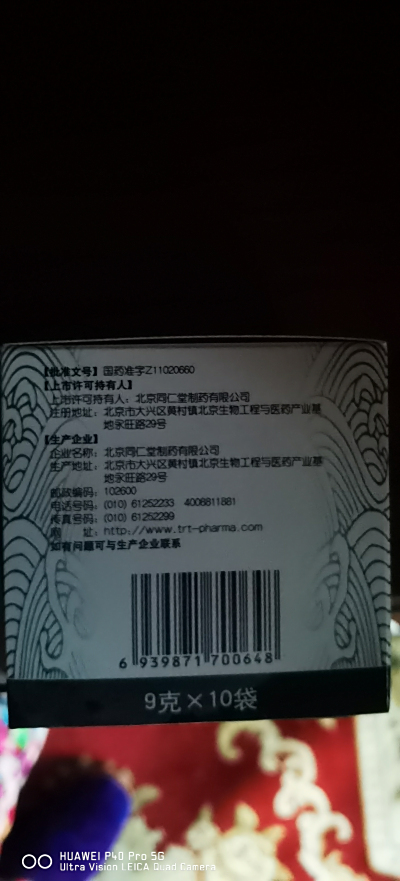 【批准文号】国药准字Z11020660
【上市许可持有人】
上市许可持有人：北京同仁堂制药有限公司
注册地址：北京市大兴区黄村镇北京生物工程与医药产业基
地永旺路29号
【生产企业】
企业名称：北京同仁堂制药有限公司
生产地址：北京市大兴区黄村镇北京生物工程与医药产业基
地永旺路29号
邮政编码：102600
电话号码：(010) 61252233 4008811881
传真号码：(010) 61252299
网 址：http://www.trt-pharma.com
如有问题可与生产企业联系
6 939871 700648
9克×10袋
HUAWEI P40 Pro 5G
Ultra Vision LEICA Quad Camera